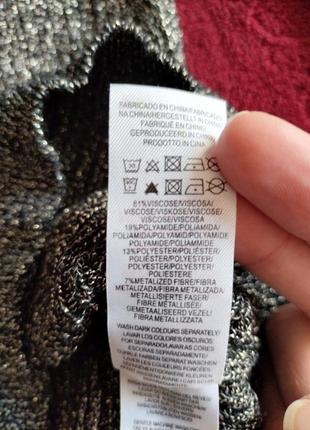 FABRICADO EN CHINA/FABRICADO
NA CHINA/HERGESTELLT IN CHINA/
FABRIQUÉ EN CHINE/
GEPRODUCEERD IN CHINA/
PRODOTTO IN CINA
61% VISCOSE/VISCOSA/
VISCOSE/VISKOSE/VISCOSE/
VISCOSE/VISCOSA
19% POLYAMIDE/POLIAMIDA/
POLIAMIDA/POLYAMID/POLYAMIDE/
POLYAMIDE/POLIAMMIDE
13% POLYESTER/POLIÉSTER/
POLIÉSTER/POLYESTER/
POLYESTER/POLYESTER/
POLIESTERE
7% METALIZED FIBRE/FIBRA
METALIZADA/FIBRA METALIZADA/
METALLISIERTE FASER/
FIBRE MÉTALLISÉE/
GEMETALLISEERDE VEZEL/
FIBRA METALLIZZATA
WASH DARK COLOURS SEPARATELY/
LAVAR LOS COLORES OSCUROS
POR SEPARADO/LAVAR AS CORES
ESCURAS SEPARADAMENTE/
DUNKLE FARBEN SEPARAT WASCHEN/